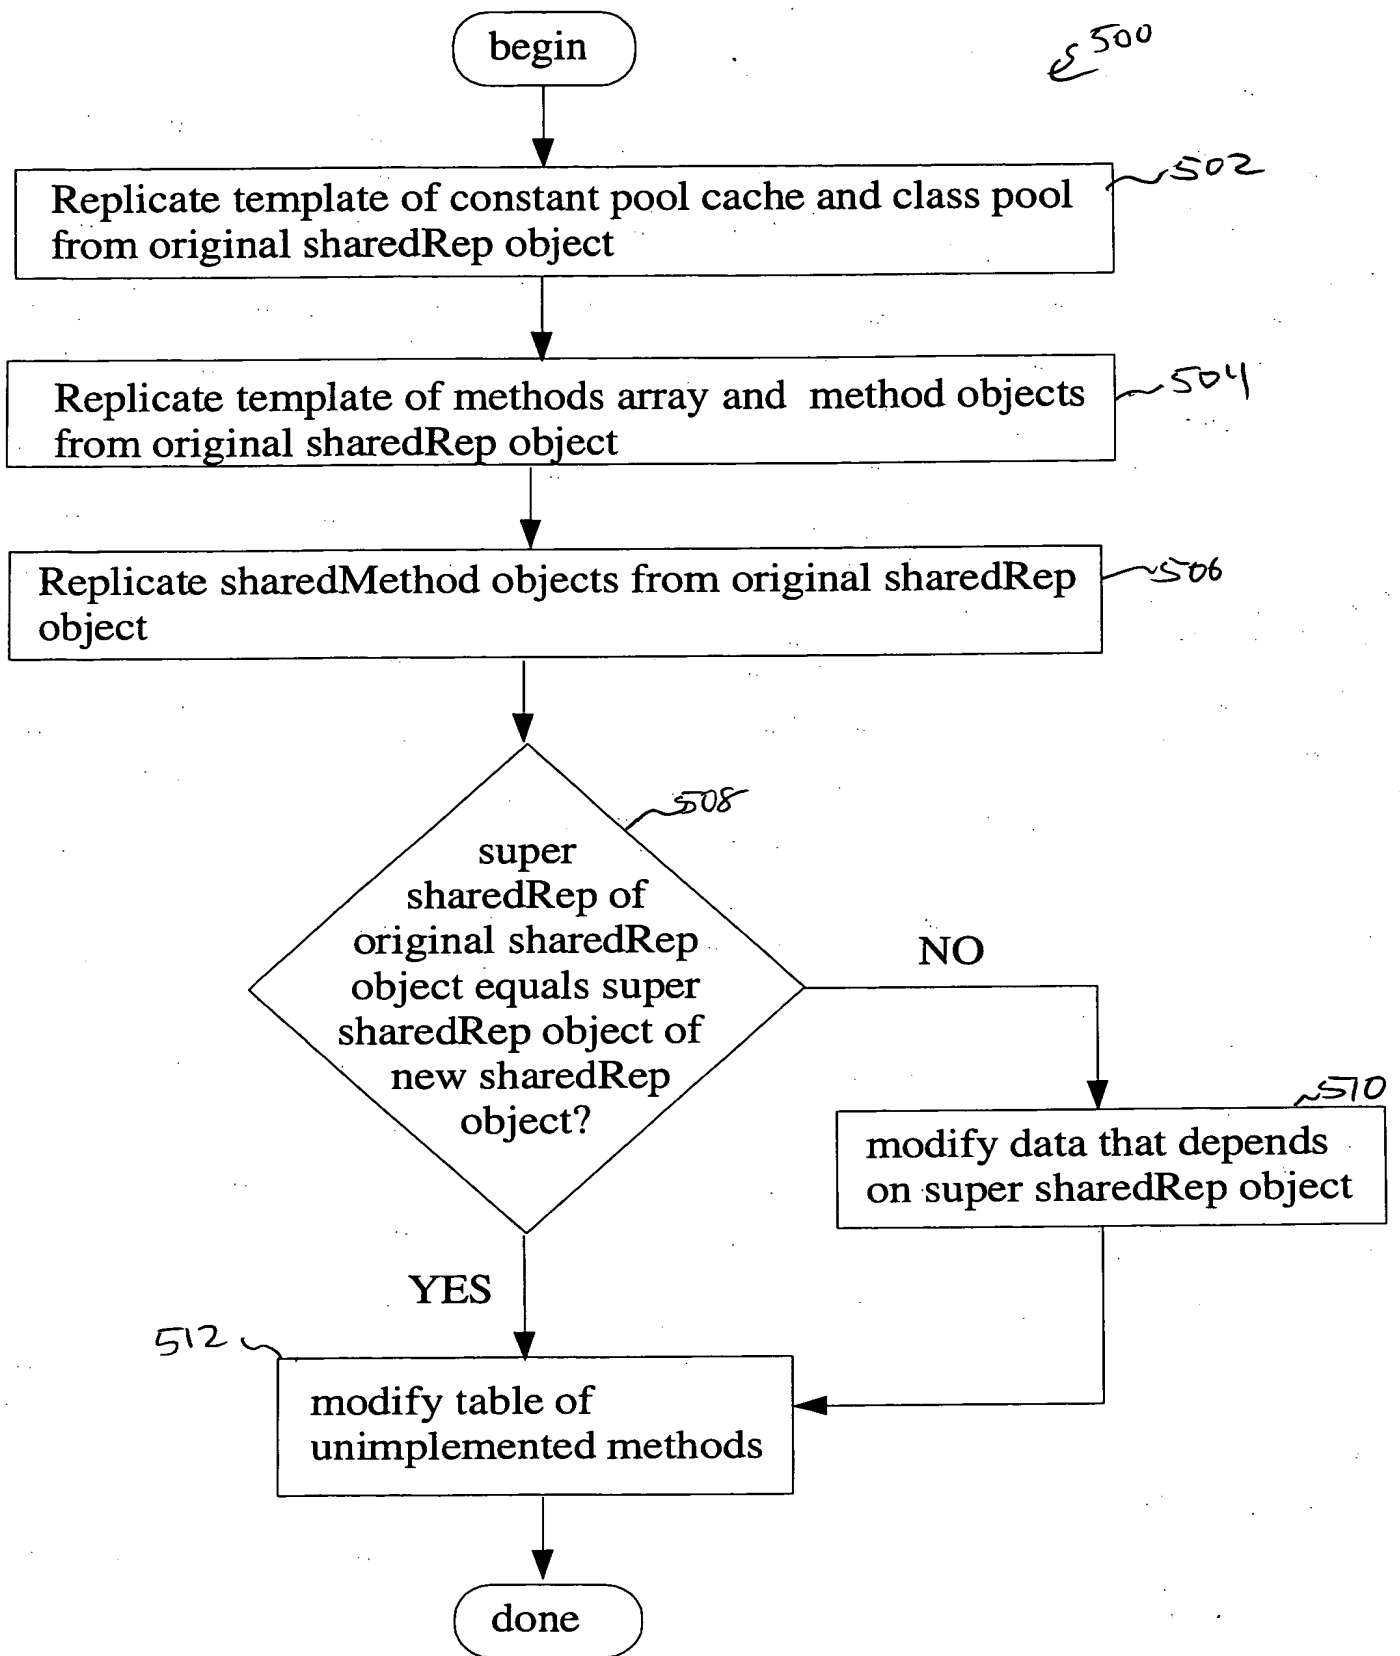 begin
500
Replicate template of constant pool cache and class pool
from original sharedRep object
502
Replicate template of methods array and method objects
from original sharedRep object
504
Replicate sharedMethod objects from original sharedRep
object
506
508
super
sharedRep of
original sharedRep
object equals super
sharedRep object of
new sharedRep
object?
NO
510
modify data that depends
on super sharedRep object
YES
512
modify table of
unimplemented methods
done